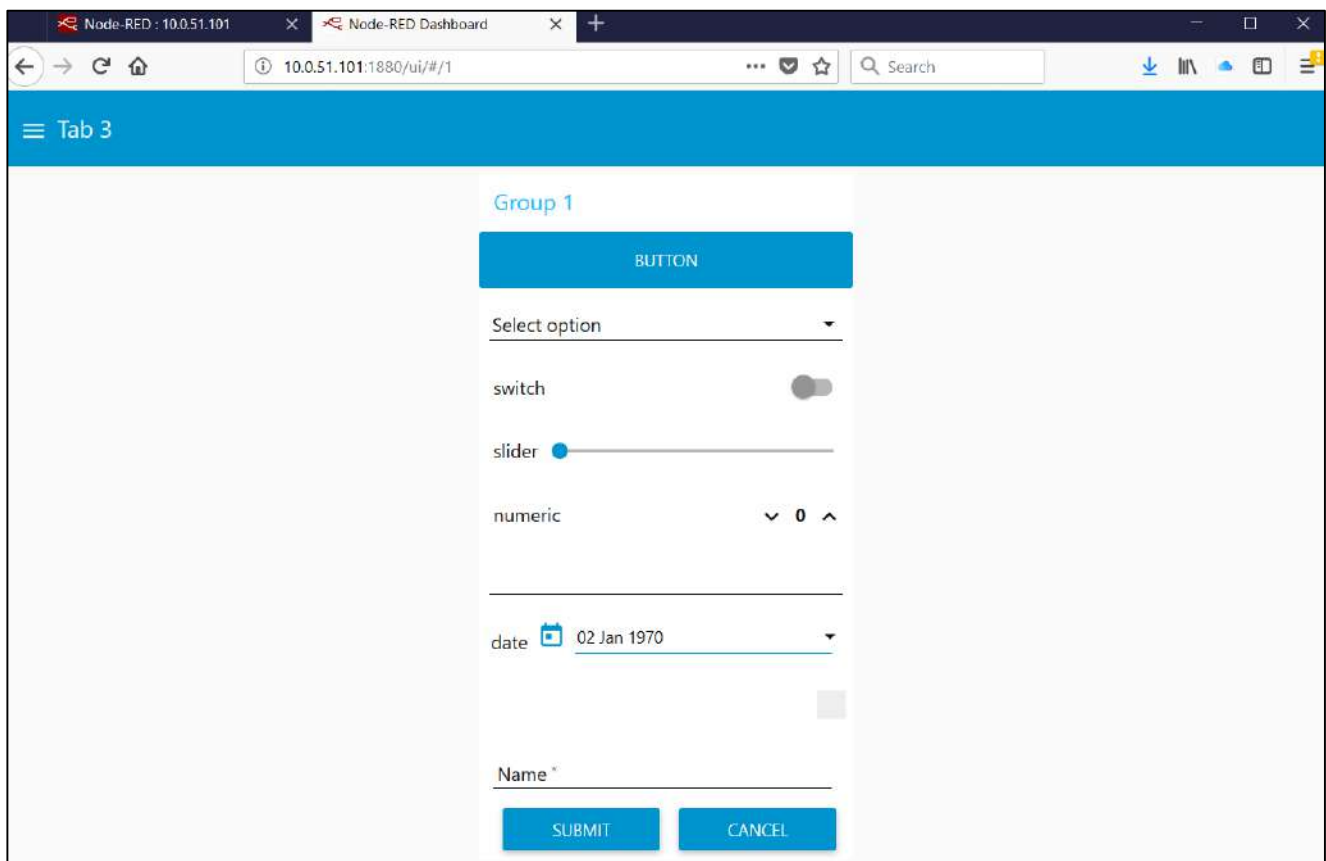 Node-RED : 10.0.51.101
Node-RED Dashboard
10.0.51.101:1880/ui/#/1
Search
Tab 3
Group 1
BUTTON
Select option
switch
slider
numeric 0
date 02 Jan 1970
Name *
SUBMIT CANCEL